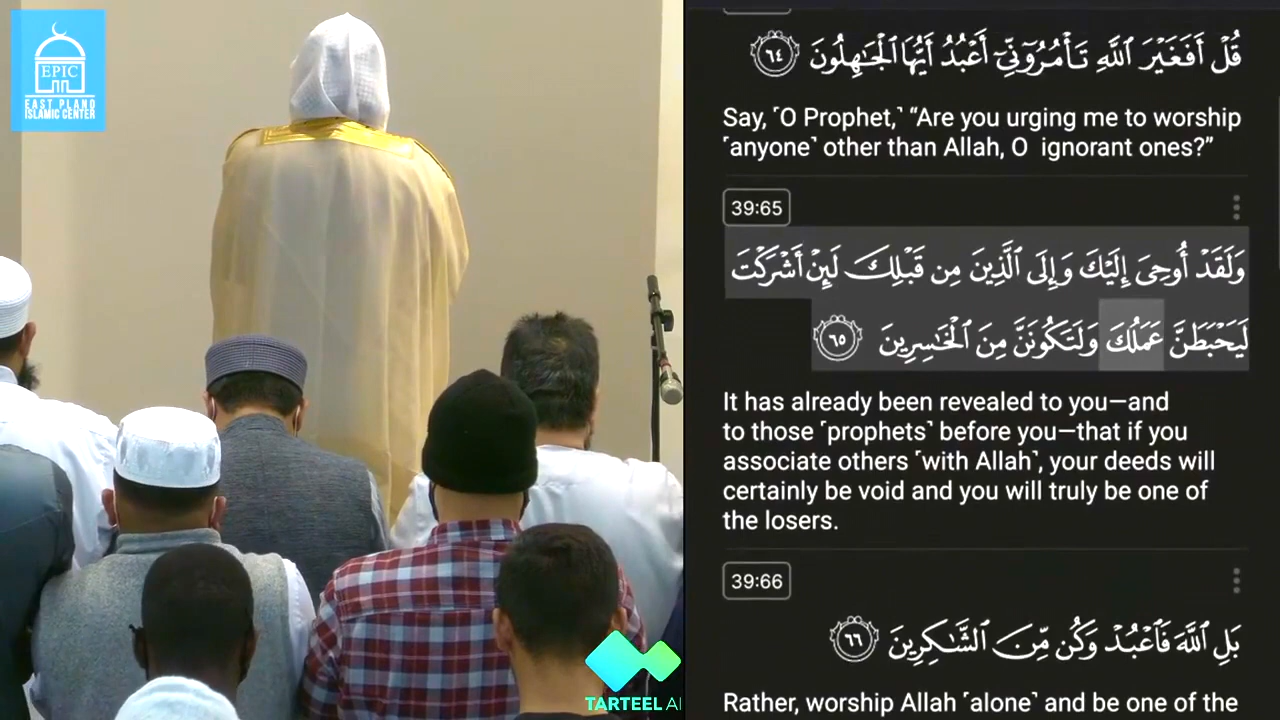 EPIC
EAST PLANO
ISLAMIC CENTER
قُلْ أَفَغَيْرَ ٱللَّهِ تَأْمُرُوٓنِّىٓ أَعْبُدُ أَيُّهَا ٱلْجَـٰهِلُونَ ٦٤
Say, ˹O Prophet,˺ “Are you urging me to worship
˹anyone˺ other than Allah, O ignorant ones?”
39:65
وَلَقَدْ أُوحِىَ إِلَيْكَ وَإِلَى ٱلَّذِينَ مِن قَبْلِكَ لَئِنْ أَشْرَكْتَ
لَيَحْبَطَنَّ عَمَلُكَ وَلَتَكُونَنَّ مِنَ ٱلْخَـٰسِرِينَ ٦٥
It has already been revealed to you—and
to those ˹prophets˺ before you—that if you
associate others ˹with Allah˺, your deeds will
certainly be void and you will truly be one of
the losers.
39:66
بَلِ ٱللَّهَ فَٱعْبُدْ وَكُن مِّنَ ٱلشَّـٰكِرِينَ ٦٦
Rather, worship Allah ˹alone˺ and be one of the
TARTEEL AI